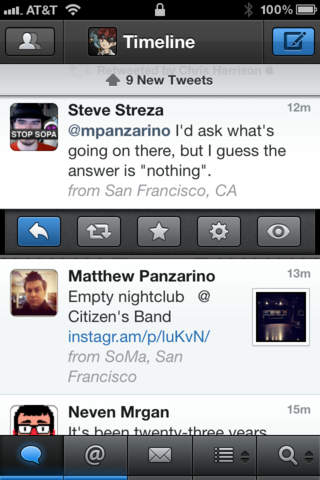 AT&T 100%
Timeline
Retweeted by Chris Harrison
9 New Tweets
Steve Streza 12m
@mpanzarino I'd ask what's
going on there, but I guess the
answer is "nothing".
from San Francisco, CA
STOP SOPA
Matthew Panzarino 13m
Empty nightclub @
Citizen's Band
instagr.am/p/luKvN/
from SoMa, San
Francisco
Neven Mrgan 15m
It's been twenty-three years
@